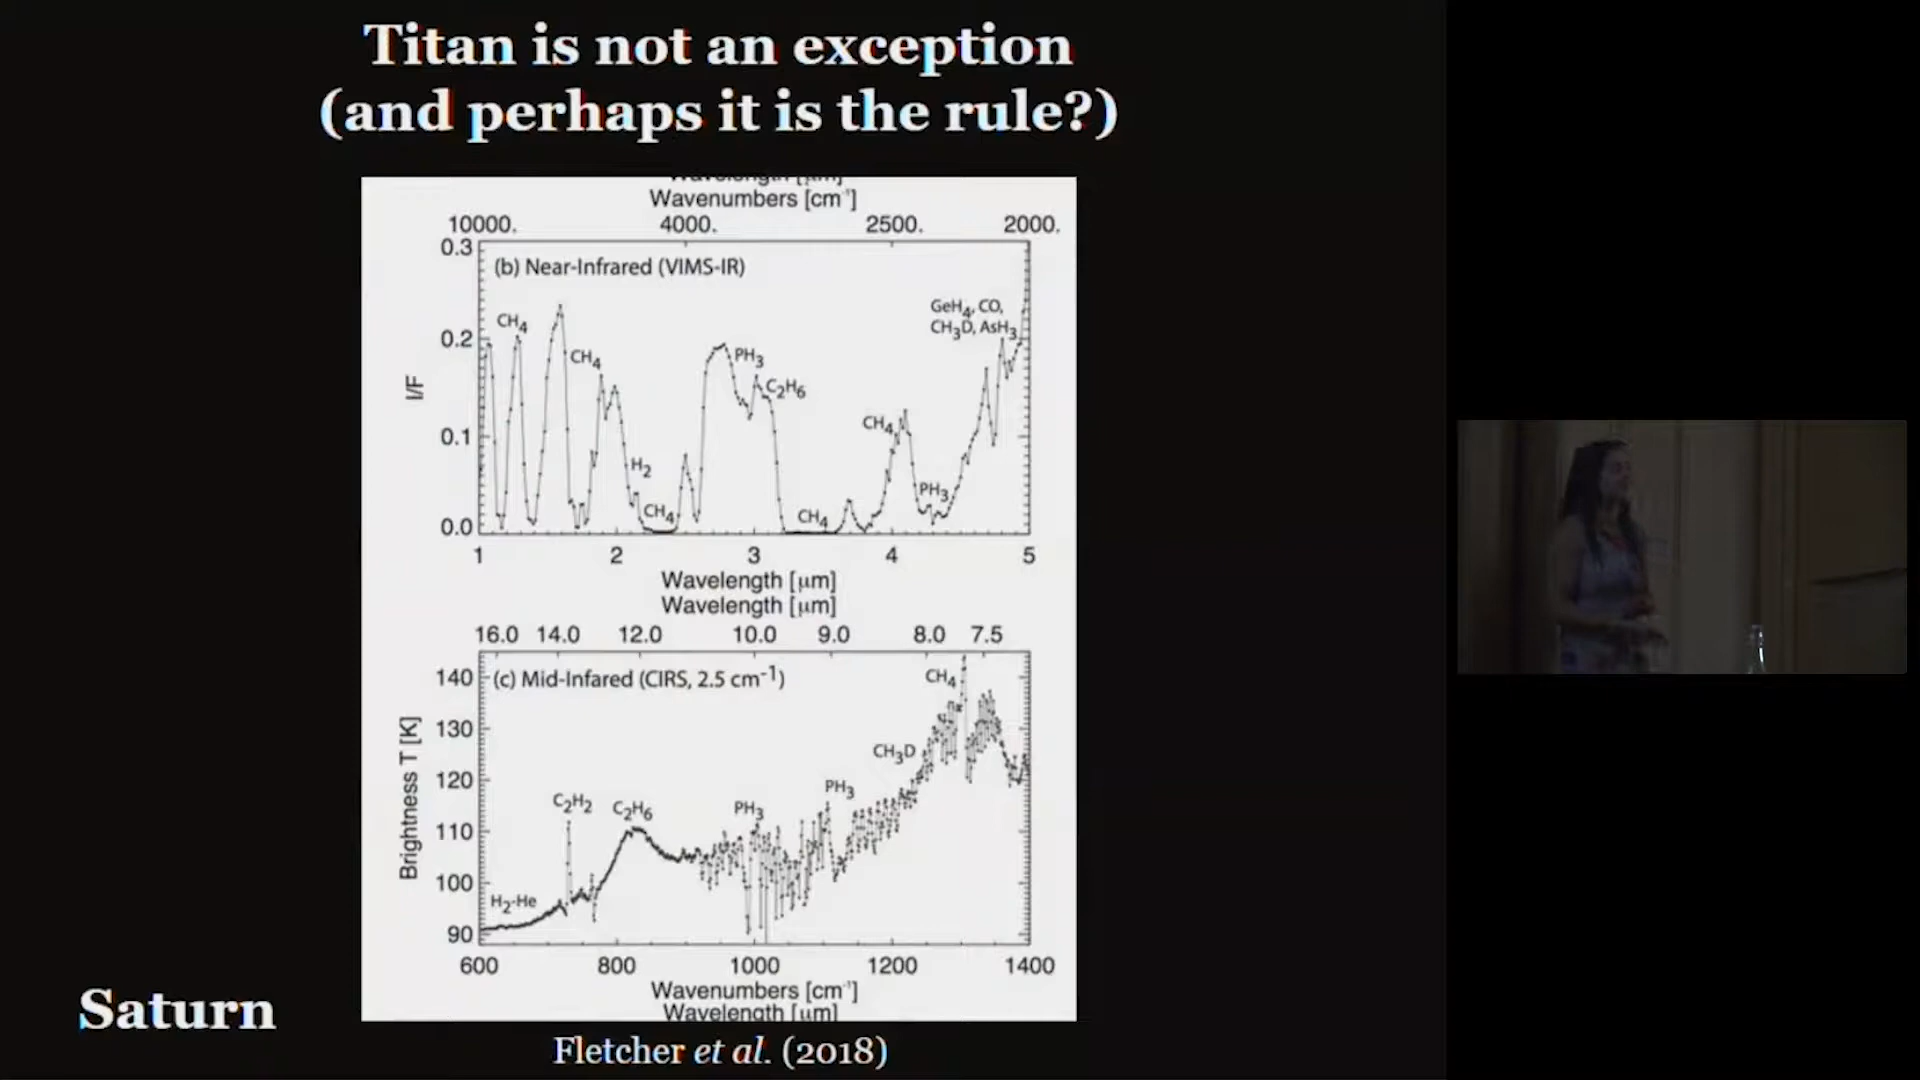 Titan is not an exception
(and perhaps it is the rule?)
Wavelength [μm]
Wavenumbers [cm⁻¹]
10000. 4000. 2500. 2000.
(b) Near-Infrared (VIMS-IR)
I/F
0.3
0.2
0.1
0.0
CH₄
CH₄
H₂
CH₄
PH₃
C₂H₆
CH₄
CH₄
PH₃
GeH₄, CO,
CH₃D, AsH₃
1 2 3 4 5
Wavelength [μm]
Wavelength [μm]
16.0 14.0 12.0 10.0 9.0 8.0 7.5
(c) Mid-Infared (CIRS, 2.5 cm⁻¹)
Brightness T [K]
140
130
120
110
100
90
H₂-He
C₂H₂
C₂H₆
PH₃
PH₃
CH₃D
CH₄
600 800 1000 1200 1400
Wavenumbers [cm⁻¹]
Wavelength [μm]
Saturn
Fletcher et al. (2018)